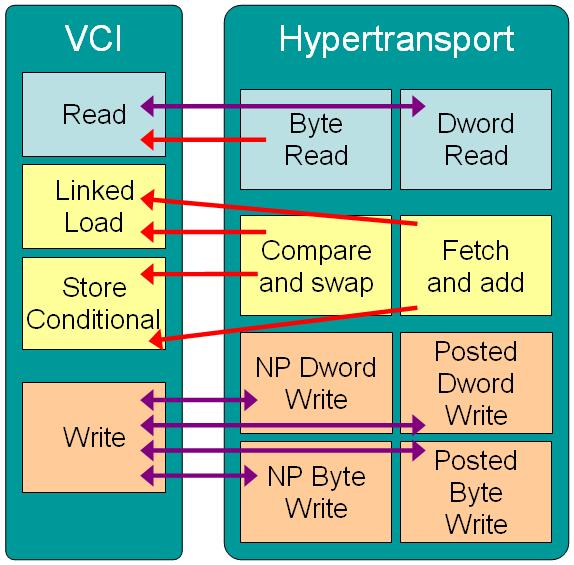 VCI
Read
Linked
Load
Store
Conditional
Write
Hypertransport
Byte
Read
Dword
Read
Compare
and swap
Fetch
and add
NP Dword
Write
Posted
Dword
Write
NP Byte
Write
Posted
Byte
Write